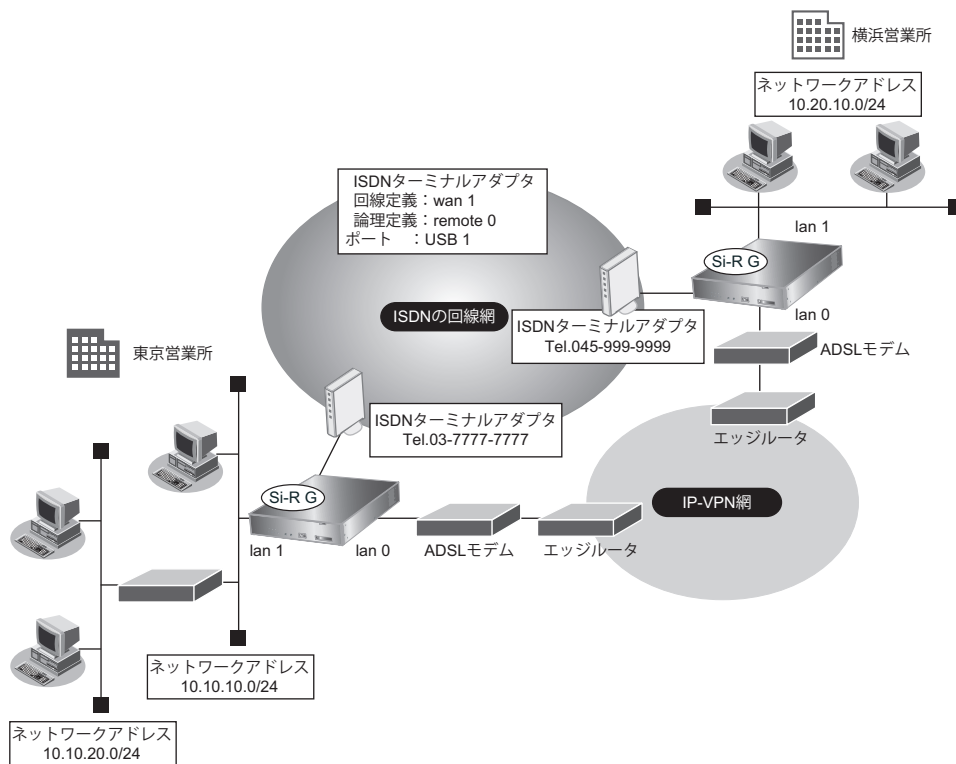 横浜営業所
ネットワークアドレス
10.20.10.0/24
ISDNターミナルアダプタ
回線定義：wan 1
論理定義：remote 0
ポート　：USB 1
lan 1
Si-R G
lan 0
ISDNの回線網
ISDNターミナルアダプタ
Tel.045-999-9999
ADSLモデム
東京営業所
ISDNターミナルアダプタ
Tel.03-7777-7777
エッジルータ
Si-R G
IP-VPN網
lan 1
lan 0
ADSLモデム
エッジルータ
ネットワークアドレス
10.10.10.0/24
ネットワークアドレス
10.10.20.0/24